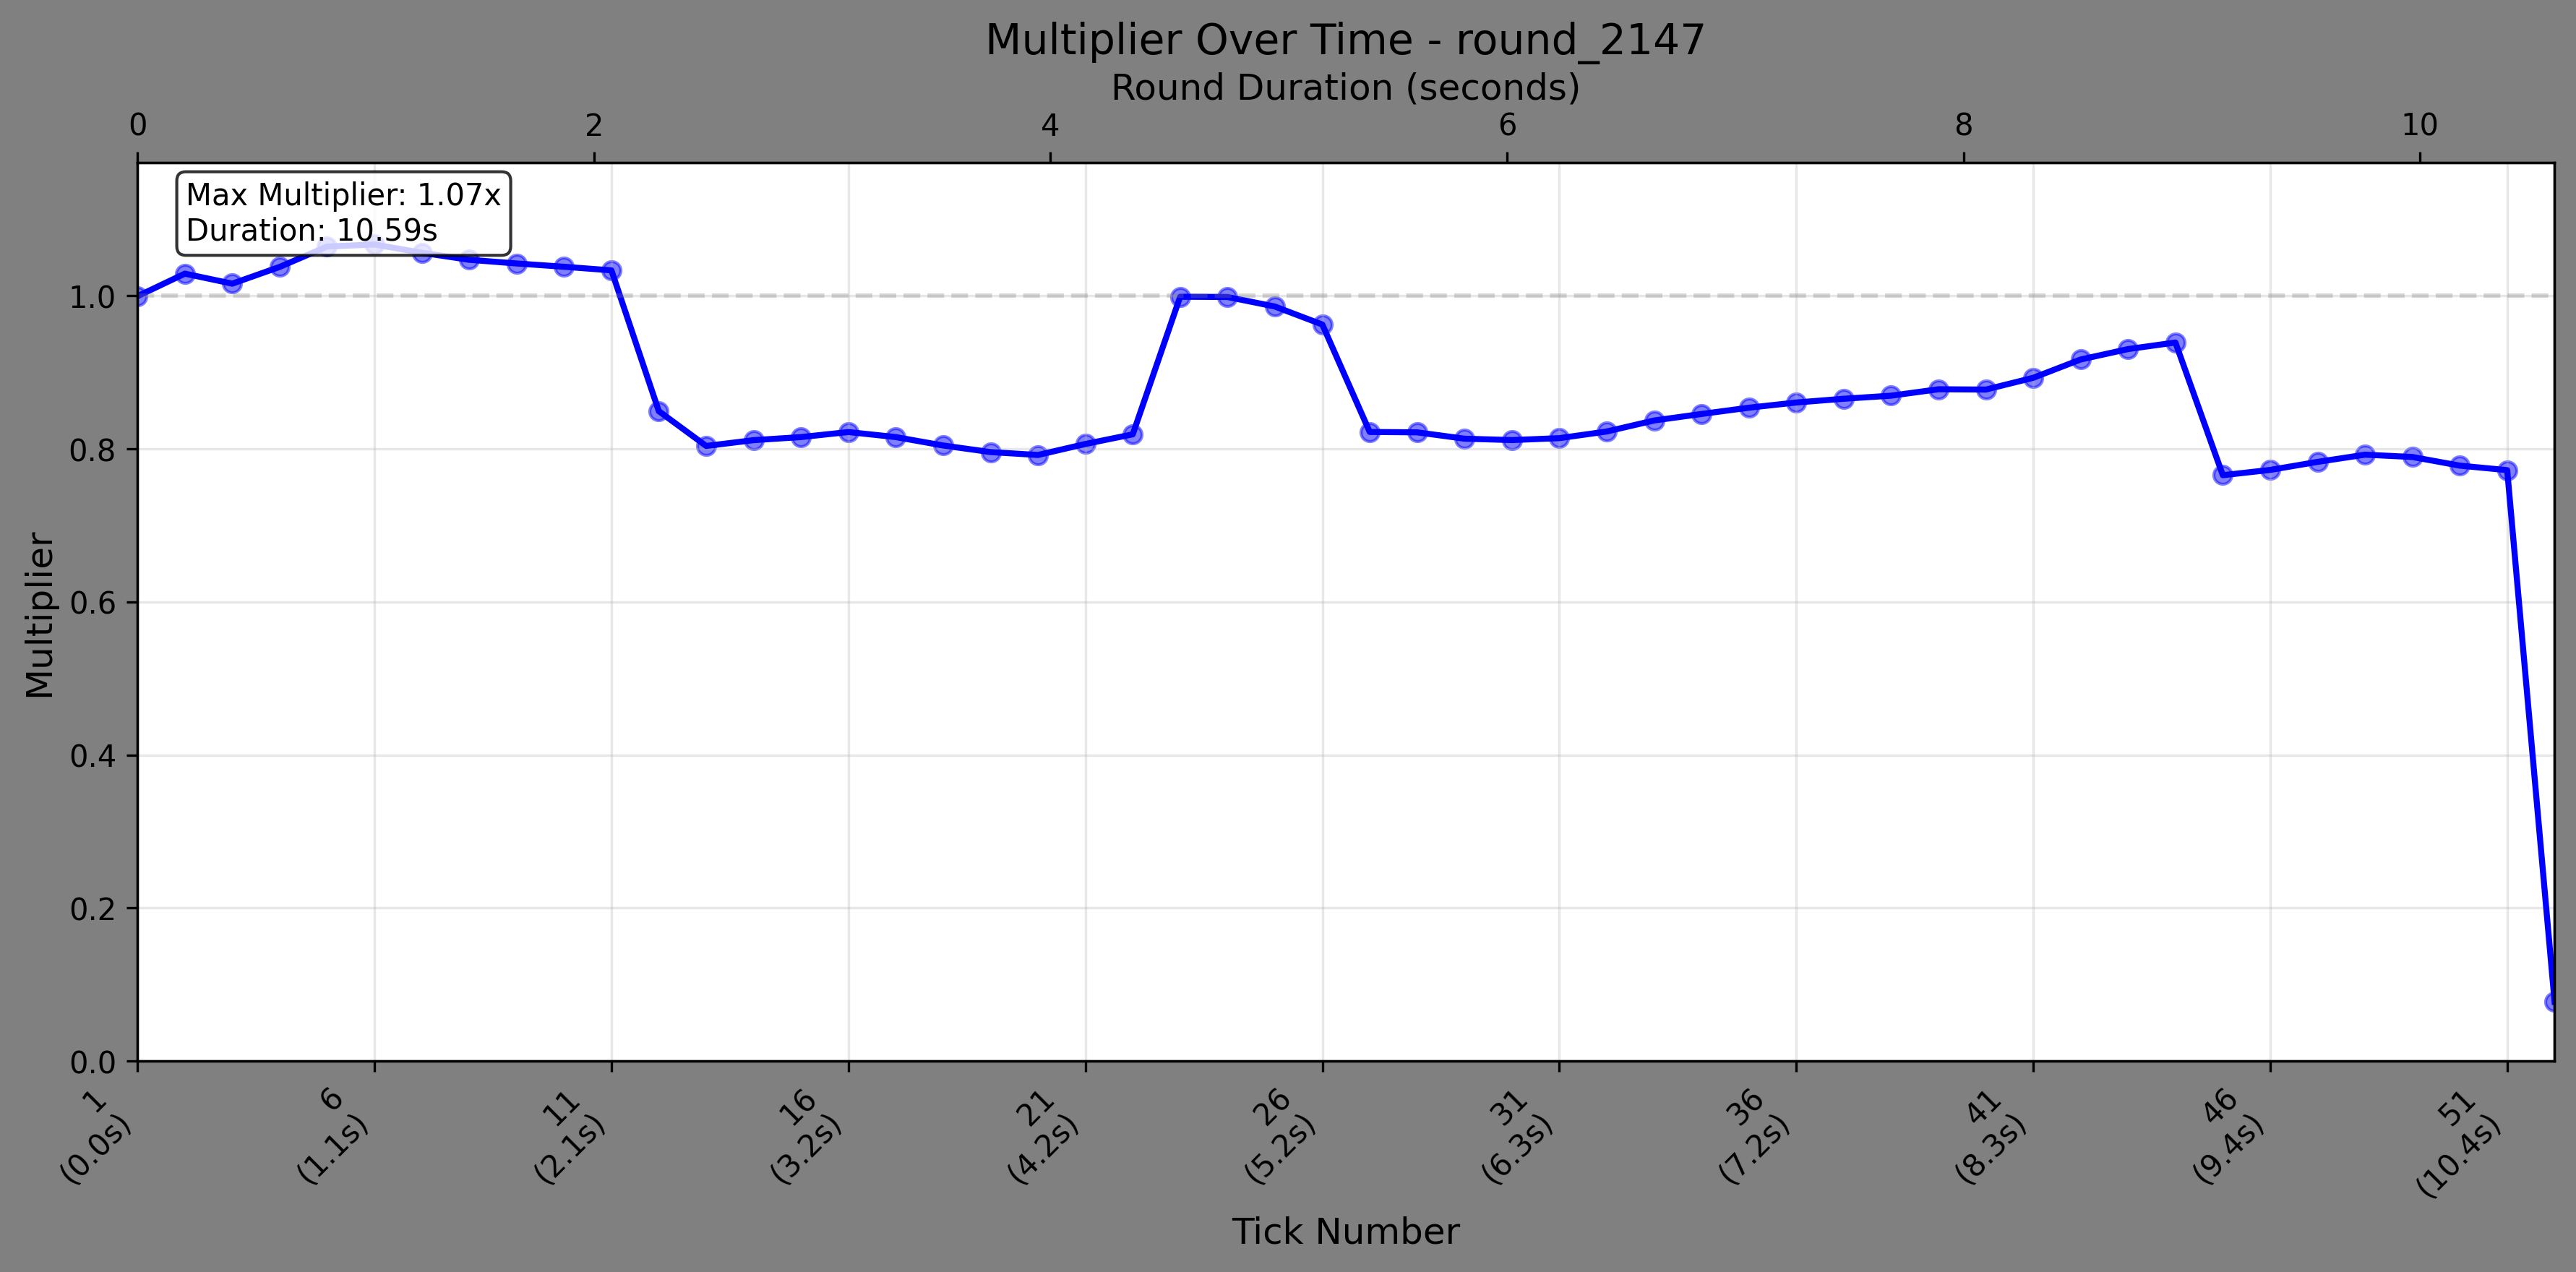 Multiplier Over Time - round_2147
Round Duration (seconds)
0 2 4 6 8 10
Max Multiplier: 1.07x
Duration: 10.59s
Multiplier
1.0
0.8
0.6
0.4
0.2
0.0
1 6 11 16 21 26 31 36 41 46 51
(0.0s) (1.1s) (2.1s) (3.2s) (4.2s) (5.2s) (6.3s) (7.2s) (8.3s) (9.4s) (10.4s)
Tick Number